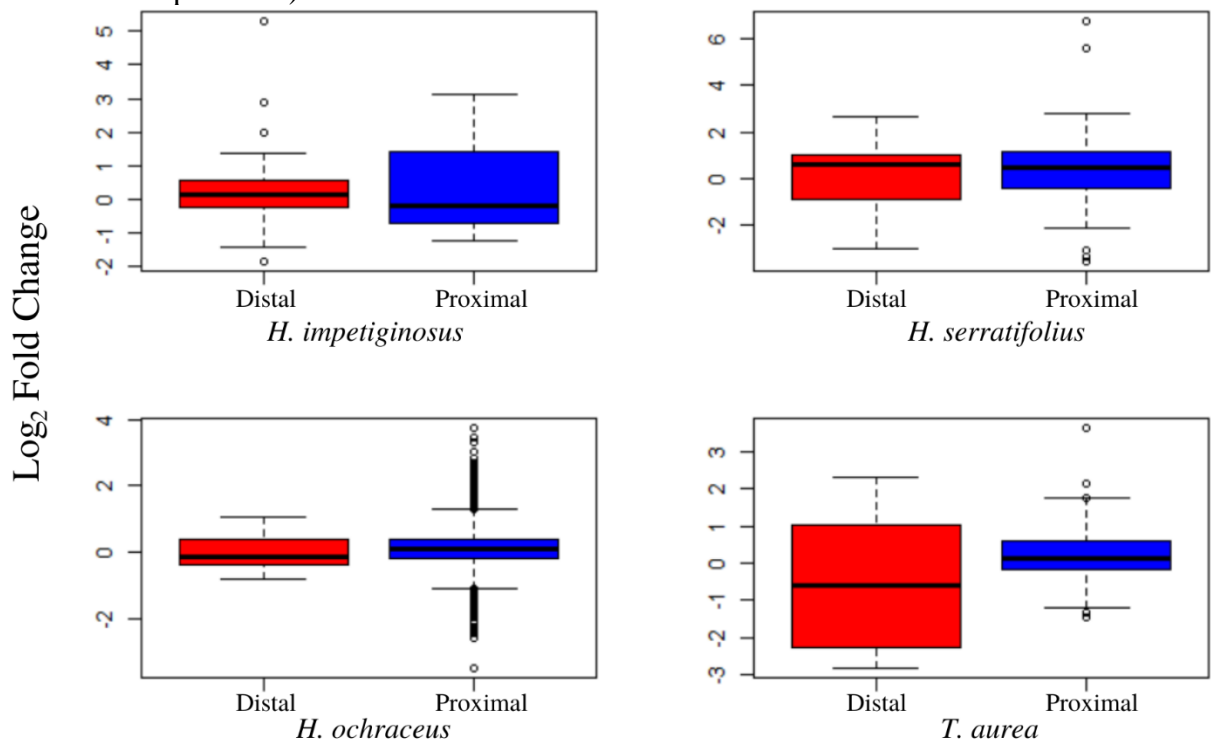 5
4
3
2
1
0
-1
-2
Distal Proximal
H. impetiginosus
6
4
2
0
-2
Distal Proximal
H. serratifolius
Log₂ Fold Change
4
2
0
-2
Distal Proximal
H. ochraceus
3
2
1
0
-1
-2
-3
Distal Proximal
T. aurea